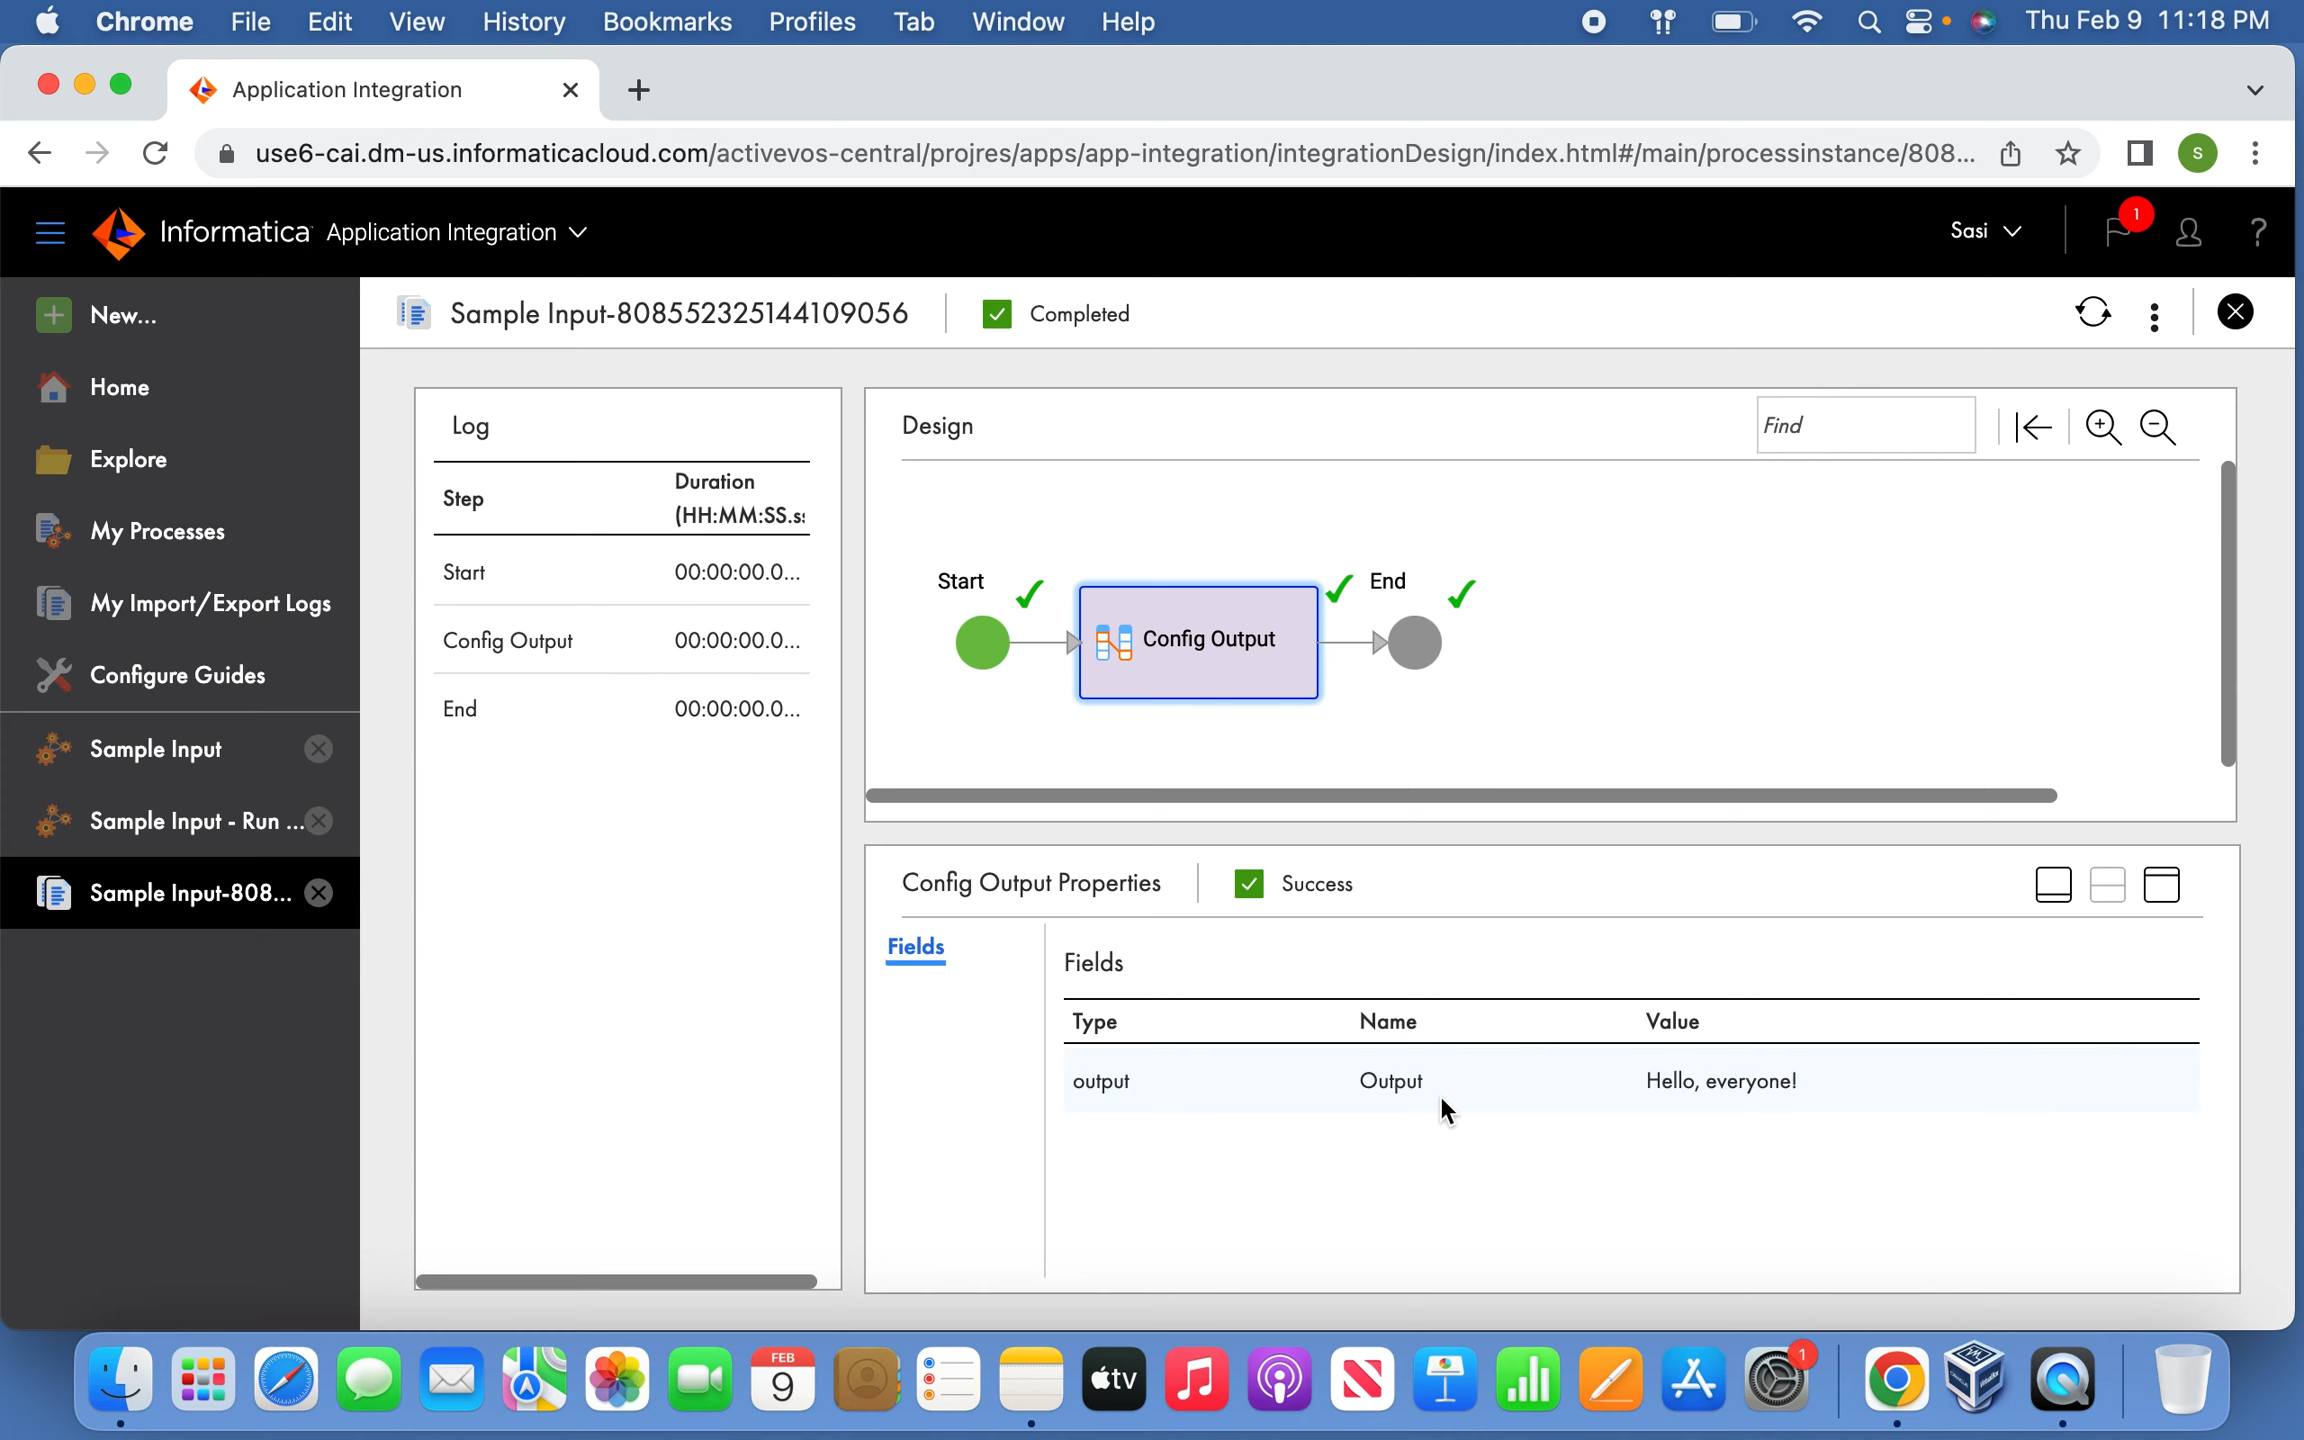 Chrome File Edit View History Bookmarks Profiles Tab Window Help Thu Feb 9 11:18 PM
Application Integration
use6-cai.dm-us.informaticacloud.com/activevos-central/projres/apps/app-integration/integrationDesign/index.html#/main/processinstance/808...
S
Informatica Application Integration
Sasi
1
?
New...
Home
Explore
My Processes
My Import/Export Logs
Configure Guides
Sample Input
Sample Input - Run ...
Sample Input-808...
Sample Input-808552325144109056
Completed
Log
Step Duration (HH:MM:SS.ss
Start 00:00:00.0...
Config Output 00:00:00.0...
End 00:00:00.0...
Design
Find
Start
Config Output
End
Config Output Properties
Success
Fields
Fields
Type Name Value
output Output Hello, everyone!
FEB
9
tv
1